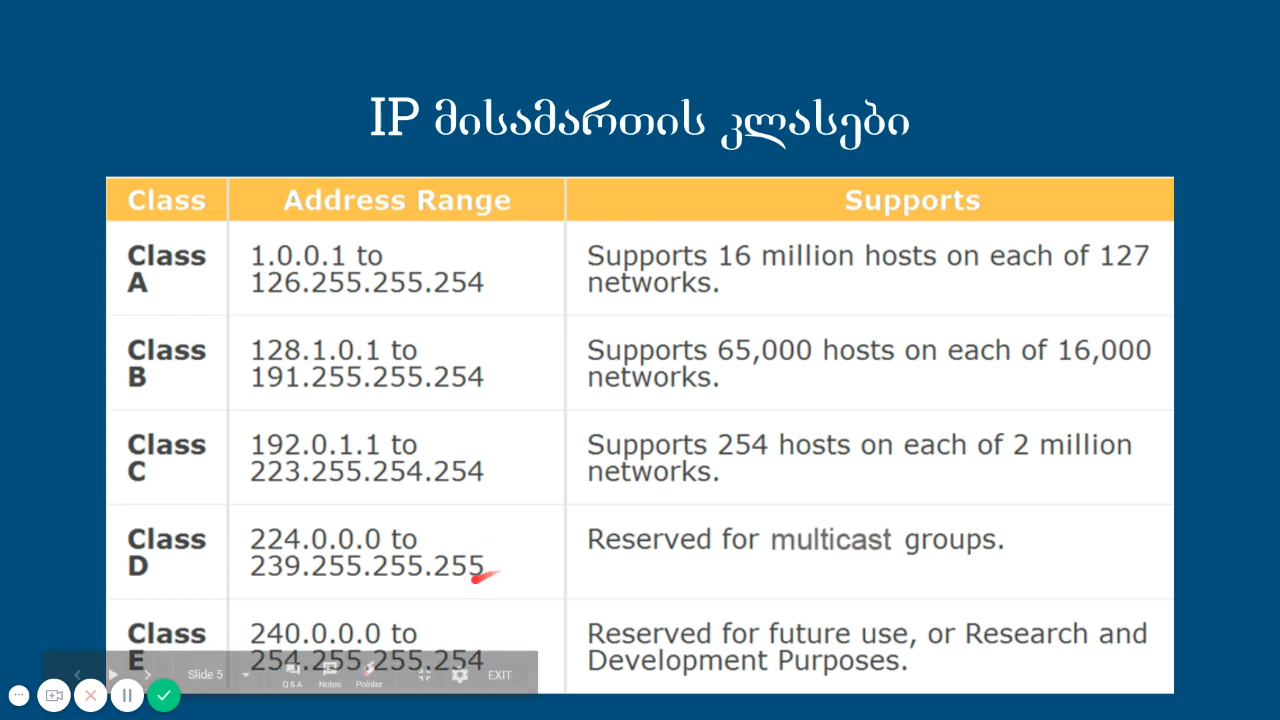 IP მისამართის კლასები
Class Address Range Supports
Class A 1.0.0.1 to Supports 16 million hosts on each of 127
126.255.255.254 networks.
Class B 128.1.0.1 to Supports 65,000 hosts on each of 16,000
191.255.255.254 networks.
Class C 192.0.1.1 to Supports 254 hosts on each of 2 million
223.255.254.254 networks.
Class D 224.0.0.0 to Reserved for multicast groups.
239.255.255.255
Class E 240.0.0.0 to Reserved for future use, or Research and
254.255.255.254 Development Purposes.
Slide 5 Q & A Notes Pointer EXIT